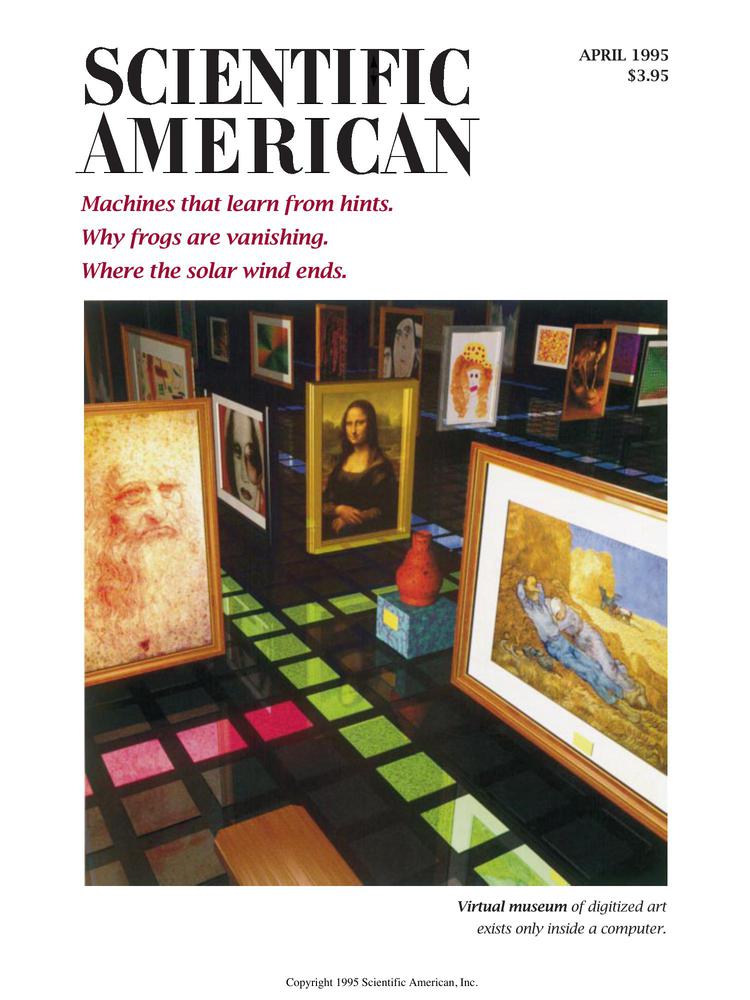 SCIENTIFIC
AMERICAN
APRIL 1995
$3.95
Machines that learn from hints.
Why frogs are vanishing.
Where the solar wind ends.
Virtual museum of digitized art
exists only inside a computer.
Copyright 1995 Scientific American, Inc.